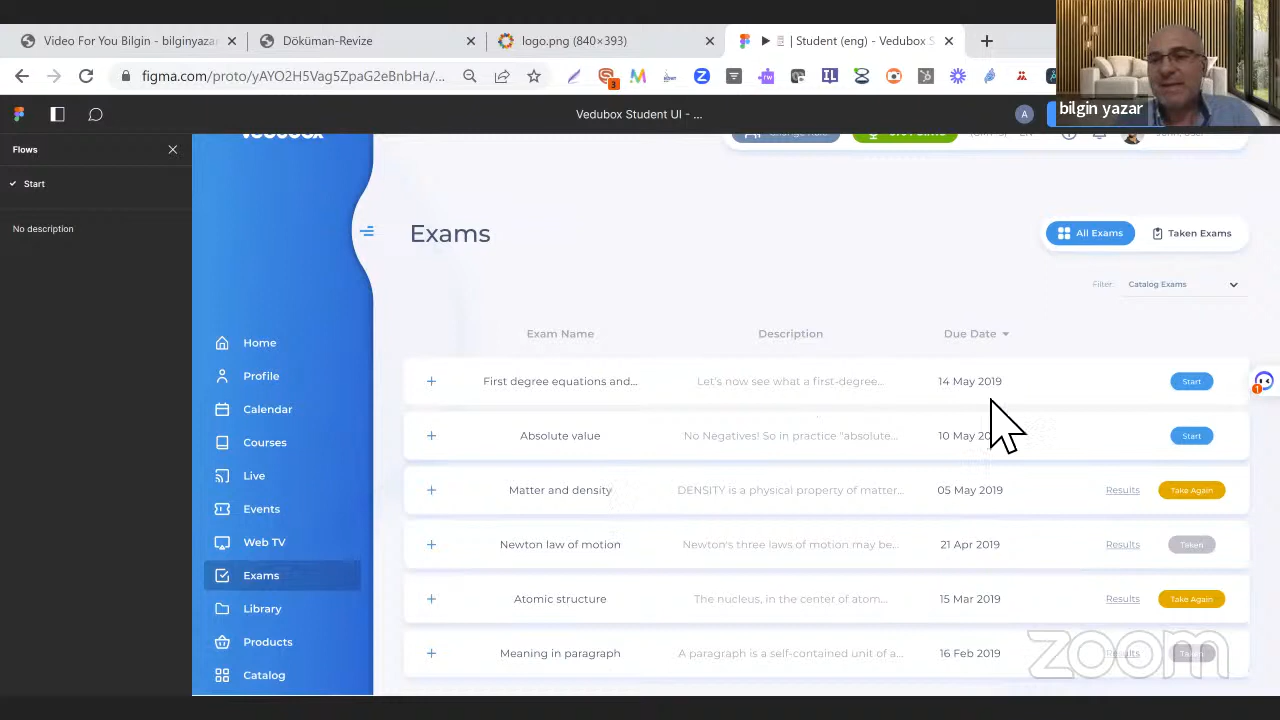 Video For You Bilgin - bilginyazar
Döküman-Revize
logo.png (840×393)
| Student (eng) - Vedubox S
bilgin yazar
3
IL
Vedubox Student UI - ...
A
Flows
Start
No description
Exams
All Exams
Taken Exams
Filter:
Catalog Exams
Exam Name
Description
Due Date
First degree equations and...
Let's now see what a first-degree...
14 May 2019
Start
1
Absolute value
No Negatives! So in practice "absolute...
10 May 20
Start
Matter and density
DENSITY is a physical property of matter...
05 May 2019
Results
Take Again
Newton law of motion
Newton's three laws of motion may be...
21 Apr 2019
Results
Taken
Atomic structure
The nucleus, in the center of atom...
15 Mar 2019
Results
Take Again
Meaning in paragraph
A paragraph is a self-contained unit of a...
16 Feb 2019
Results
Taken
zoom
Home
Profile
Calendar
Courses
Live
Events
Web TV
Exams
Library
Products
Catalog